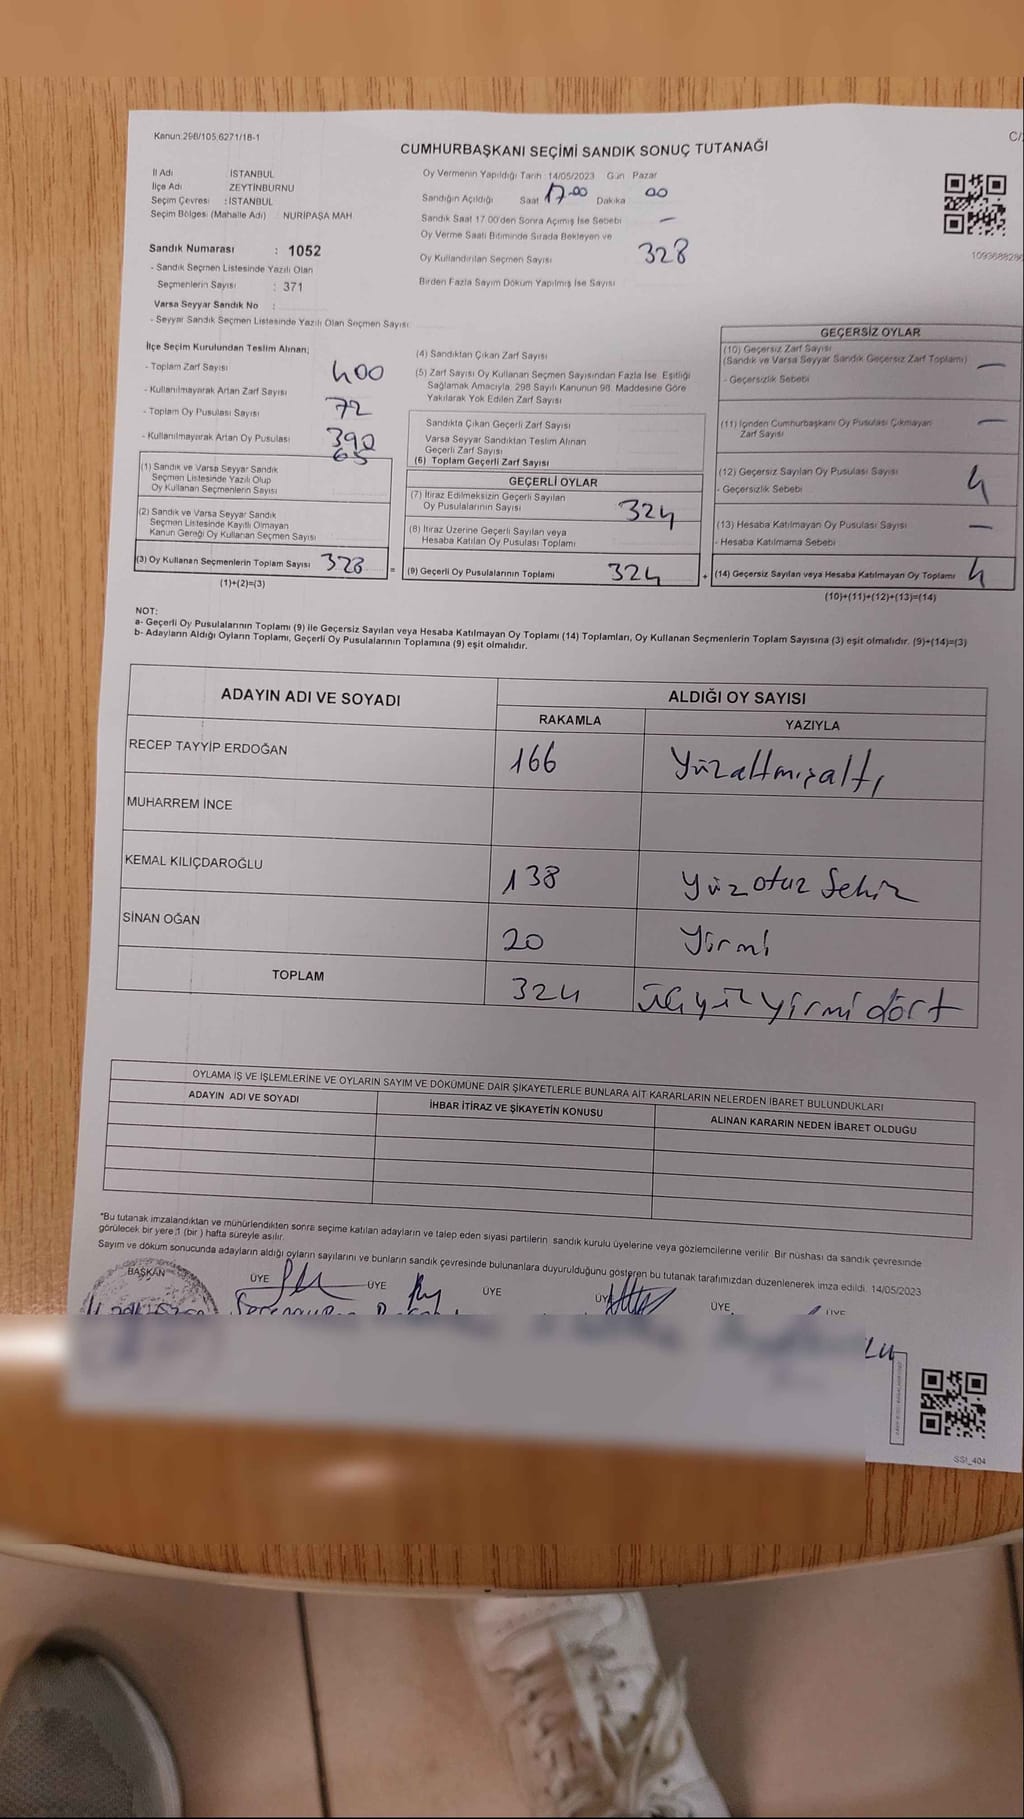 Kanun:298/105,6271/18-1
C/
CUMHURBAŞKANI SEÇİMİ SANDIK SONUÇ TUTANAĞI
İl Adı : İSTANBUL
İlçe Adı : ZEYTİNBURNU
Seçim Çevresi : İSTANBUL
Seçim Bölgesi (Mahalle Adı) : NURİPAŞA MAH.
Oy Vermenin Yapıldığı Tarih : 14/05/2023 Gün Pazar
Sandığın Açıldığı Saat 17.00 Dakika 00
Sandık Saat 17.00'den Sonra Açımış İse Sebebi —
Oy Verme Saati Bitiminde Sırada Bekleyen ve
Oy Kullandırılan Seçmen Sayısı 328
Birden Fazla Sayım Döküm Yapılmış İse Sayısı
1093688286
Sandık Numarası : 1052
- Sandık Seçmen Listesinde Yazılı Olan
Seçmenlerin Sayısı : 371
Varsa Seyyar Sandık No :
- Seyyar Sandık Seçmen Listesinde Yazılı Olan Seçmen Sayısı:
İlçe Seçim Kurulundan Teslim Alınan;
- Toplam Zarf Sayısı 400
- Kullanılmayarak Artan Zarf Sayısı 72
- Toplam Oy Pusulası Sayısı 390
- Kullanılmayarak Artan Oy Pusulası 65
(1) Sandık ve Varsa Seyyar Sandık
Seçmen Listesinde Yazılı Olup
Oy Kullanan Seçmenlerin Sayısı
(2) Sandık ve Varsa Seyyar Sandık
Seçmen Listesinde Kayıtlı Olmayan
Kanun Gereği Oy Kullanan Seçmen Sayısı
(3) Oy Kullanan Seçmenlerin Toplam Sayısı 328
(1)+(2)=(3)
(4) Sandıktan Çıkan Zarf Sayısı
(5) Zarf Sayısı Oy Kullanan Seçmen Sayısından Fazla İse, Eşitliği
Sağlamak Amacıyla, 298 Sayılı Kanunun 98. Maddesine Göre
Yakılarak Yok Edilen Zarf Sayısı
Sandıkta Çıkan Geçerli Zarf Sayısı
Varsa Seyyar Sandıktan Teslim Alınan
Geçerli Zarf Sayısı
(6) Toplam Geçerli Zarf Sayısı
GEÇERLİ OYLAR
(7) İtiraz Edilmeksizin Geçerli Sayılan
Oy Pusulalarının Sayısı 324
(8) İtiraz Üzerine Geçerli Sayılan veya
Hesaba Katılan Oy Pusulası Toplamı
= (9) Geçerli Oy Pusulalarının Toplamı 324
GEÇERSİZ OYLAR
(10) Geçersiz Zarf Sayısı
(Sandık ve Varsa Seyyar Sandık Geçersiz Zarf Toplamı) —
- Geçersizlik Sebebi
(11) İçinden Cumhurbaşkanı Oy Pusulası Çıkmayan
Zarf Sayısı —
(12) Geçersiz Sayılan Oy Pusulası Sayısı 4
- Geçersizlik Sebebi
(13) Hesaba Katılmayan Oy Pusulası Sayısı —
- Hesaba Katılmama Sebebi
+ (14) Geçersiz Sayılan veya Hesaba Katılmayan Oy Toplamı 4
(10)+(11)+(12)+(13)=(14)
NOT:
a- Geçerli Oy Pusulalarının Toplamı (9) ile Geçersiz Sayılan veya Hesaba Katılmayan Oy Toplamı (14) Toplamları, Oy Kullanan Seçmenlerin Toplam Sayısına (3) eşit olmalıdır. (9)+(14)=(3)
b- Adayların Aldığı Oyların Toplamı, Geçerli Oy Pusulalarının Toplamına (9) eşit olmalıdır.
ADAYIN ADI VE SOYADI ALDIĞI OY SAYISI
RAKAMLA YAZIYLA
RECEP TAYYİP ERDOĞAN 166 Yüzaltmışaltı
MUHARREM İNCE
KEMAL KILIÇDAROĞLU 138 Yüzotuz Sekiz
SİNAN OĞAN 20 Yirmi
TOPLAM 324 üçyüz yirmi dört
OYLAMA İŞ VE İŞLEMLERİNE VE OYLARIN SAYIM VE DÖKÜMÜNE DAİR ŞİKAYETLERLE BUNLARA AİT KARARLARIN NELERDEN İBARET BULUNDUKLARI
ADAYIN ADI VE SOYADI İHBAR İTİRAZ VE ŞİKAYETİN KONUSU ALINAN KARARIN NEDEN İBARET OLDUĞU
*Bu tutanak imzalandıktan ve mühürlendikten sonra seçime katılan adayların ve talep eden siyasi partilerin sandık kurulu üyelerine veya gözlemcilerine verilir. Bir nüshası da sandık çevresinde
görülecek bir yere 1 (bir ) hafta süreyle asılır.
Sayım ve döküm sonucunda adayların aldığı oyların sayılarını ve bunların sandık çevresinde bulunanlara duyurulduğunu gösteren bu tutanak tarafımızdan düzenlenerek imza edildi. 14/05/2023
BAŞKAN ÜYE ÜYE ÜYE ÜYE ÜYE ÜYE
SSI_404